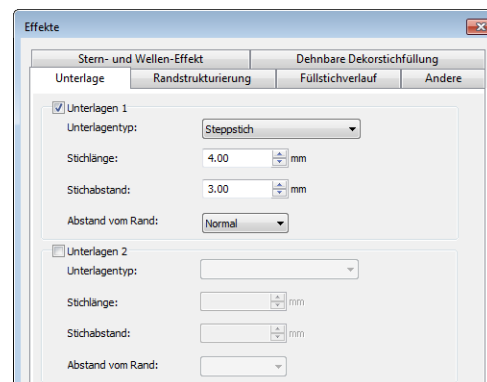 Effekte
Stern- und Wellen-Effekt Dehnbare Dekorstichfüllung
Unterlage Randstrukturierung Füllstichverlauf Andere
Unterlagen 1
Unterlagentyp: Steppstich
Stichlänge: 4.00 mm
Stichabstand: 3.00 mm
Abstand vom Rand: Normal
Unterlagen 2
Unterlagentyp:
Stichlänge: mm
Stichabstand: mm
Abstand vom Rand: